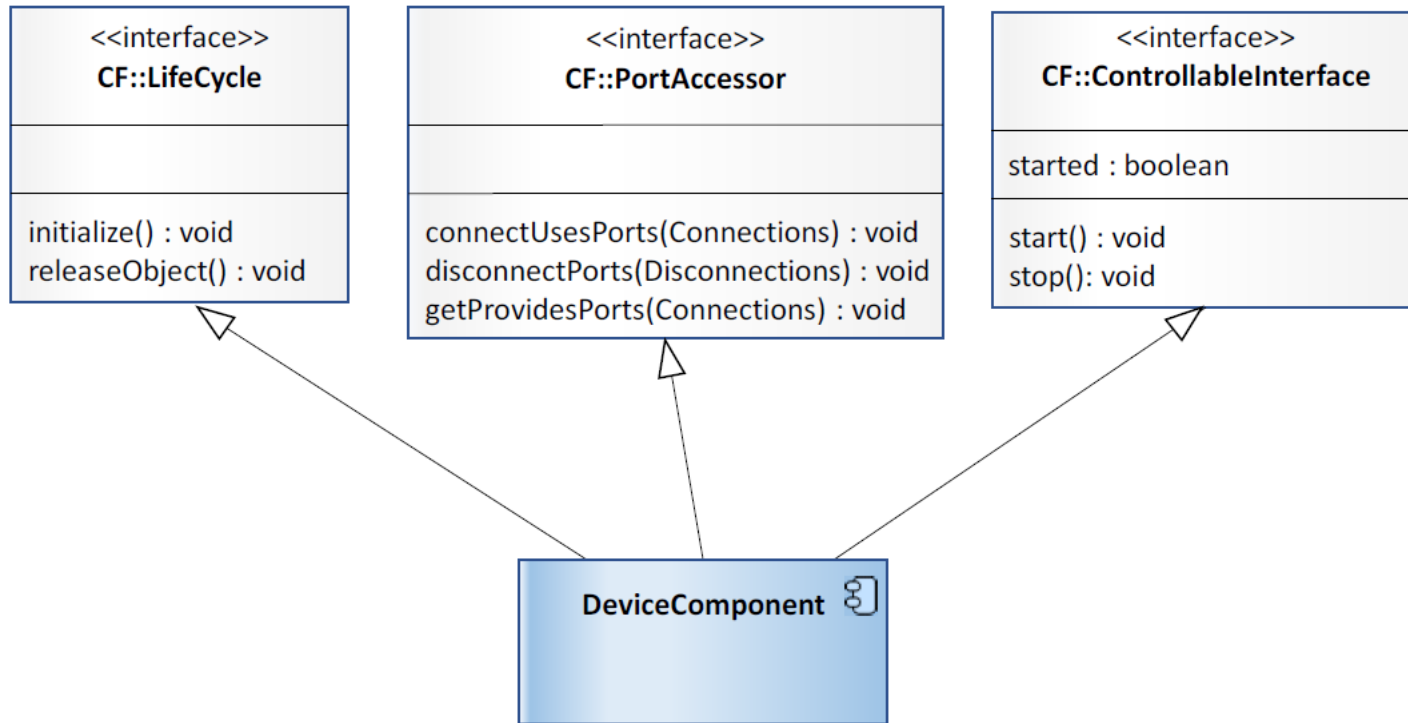 <<interface>>
CF::LifeCycle
initialize() : void
releaseObject() : void
<<interface>>
CF::PortAccessor
connectUsesPorts(Connections) : void
disconnectPorts(Disconnections) : void
getProvidesPorts(Connections) : void
<<interface>>
CF::ControllableInterface
started : boolean
start() : void
stop(): void
DeviceComponent